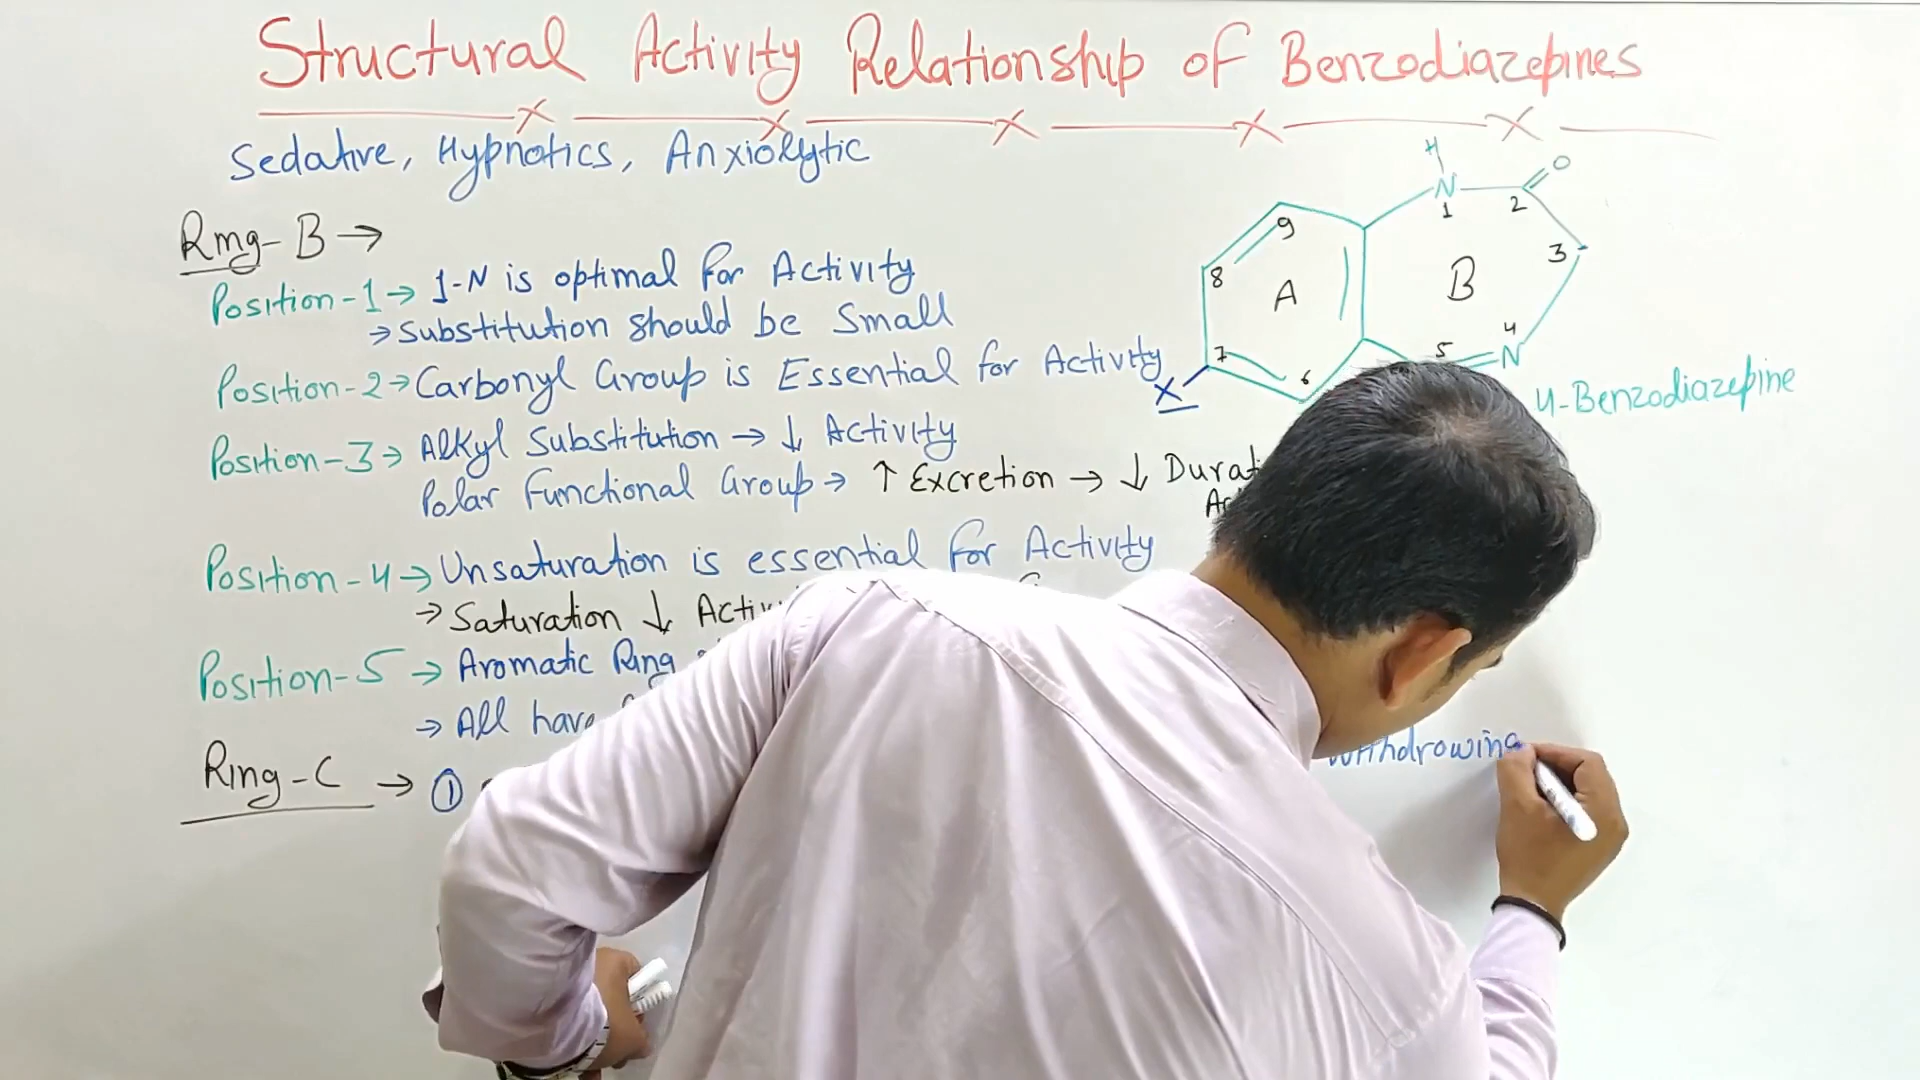 Structural Activity Relationship of Benzodiazepines
Sedative, Hypnotics, Anxiolytic
Ring-B →
Position-1 → 1-N is optimal for Activity
→ Substitution should be Small
Position-2 → Carbonyl Group is Essential for Activity
Position-3 → Alkyl Substitution → ↓ Activity
Polar Functional Group → ↑ Excretion → ↓
Position-4 → Unsaturation is essential for Activity
→ Saturation ↓
Position-5 → Aromatic Ring
→ All have
Ring-C → ①
withdrowing
H
N
1
2
O
3
4
N
5
6
7
8
9
A
B
X
4-Benzodiazepine